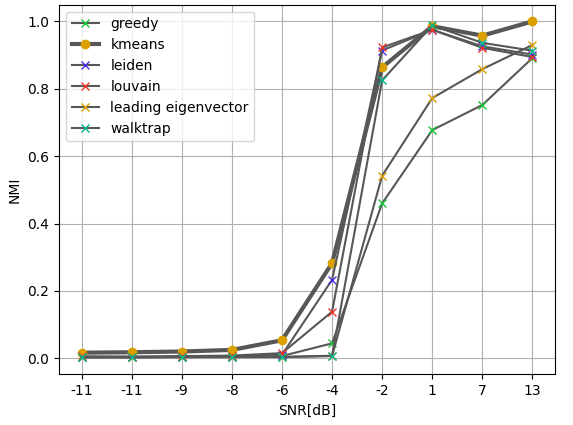 greedy
kmeans
leiden
louvain
leading eigenvector
walktrap
1.0
0.8
0.6
0.4
0.2
0.0
NMI
-11 -11 -9 -8 -6 -4 -2 1 7 13
SNR[dB]